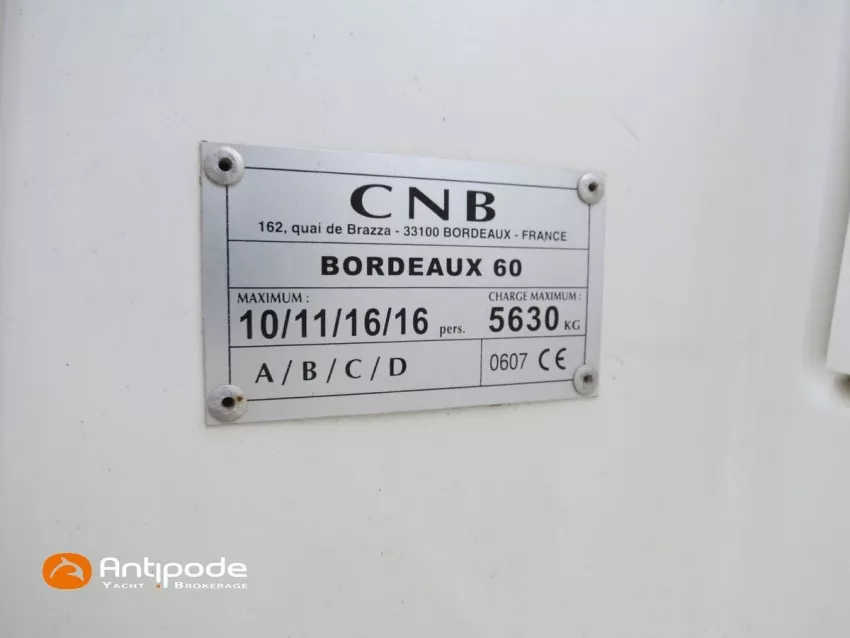 CNB
162, quai de Brazza - 33100 BORDEAUX - FRANCE
BORDEAUX 60
MAXIMUM : CHARGE MAXIMUM :
10/11/16/16 pers. 5630 KG
A / B / C / D 0607 CE
Antipode
YACHT BROKERAGE